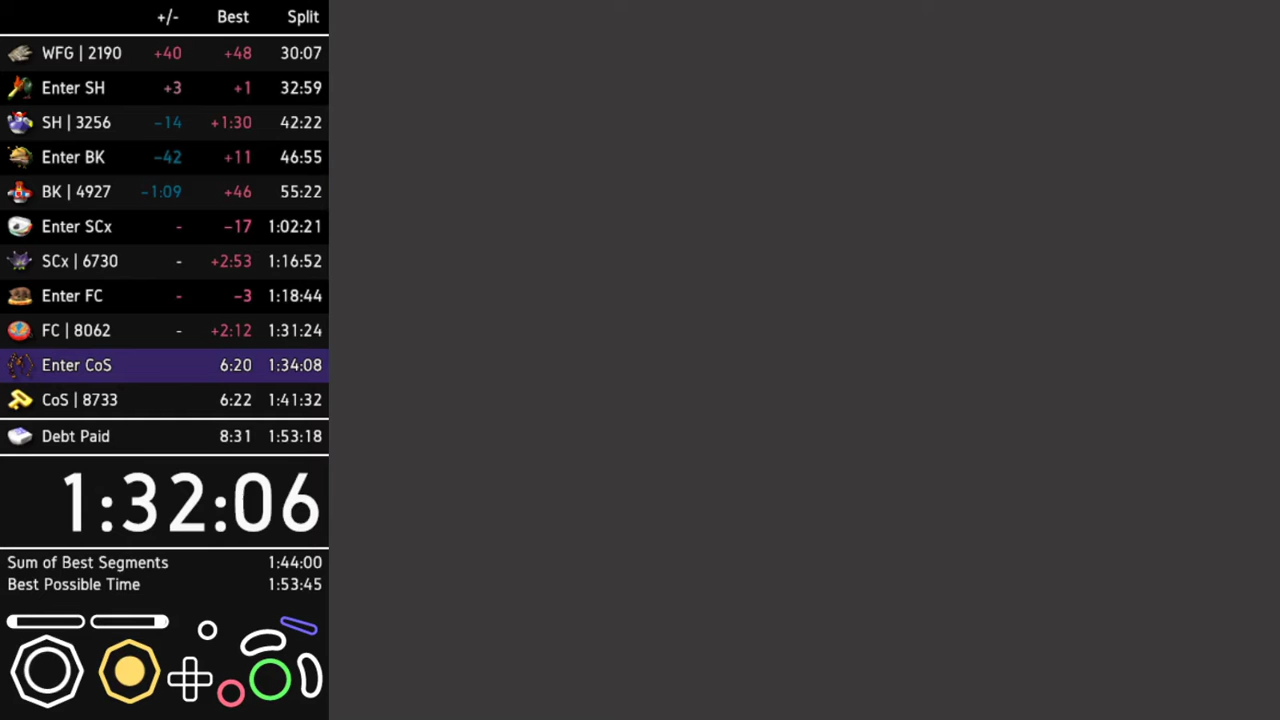 +/- Best Split
WFG | 2190 +40 +48 30:07
Enter SH +3 +1 32:59
SH | 3256 -14 +1:30 42:22
Enter BK -42 +11 46:55
BK | 4927 -1:09 +46 55:22
Enter SCx - -17 1:02:21
SCx | 6730 - +2:53 1:16:52
Enter FC - -3 1:18:44
FC | 8062 - +2:12 1:31:24
Enter CoS 6:20 1:34:08
CoS | 8733 6:22 1:41:32
Debt Paid 8:31 1:53:18
1:32:06
Sum of Best Segments 1:44:00
Best Possible Time 1:53:45